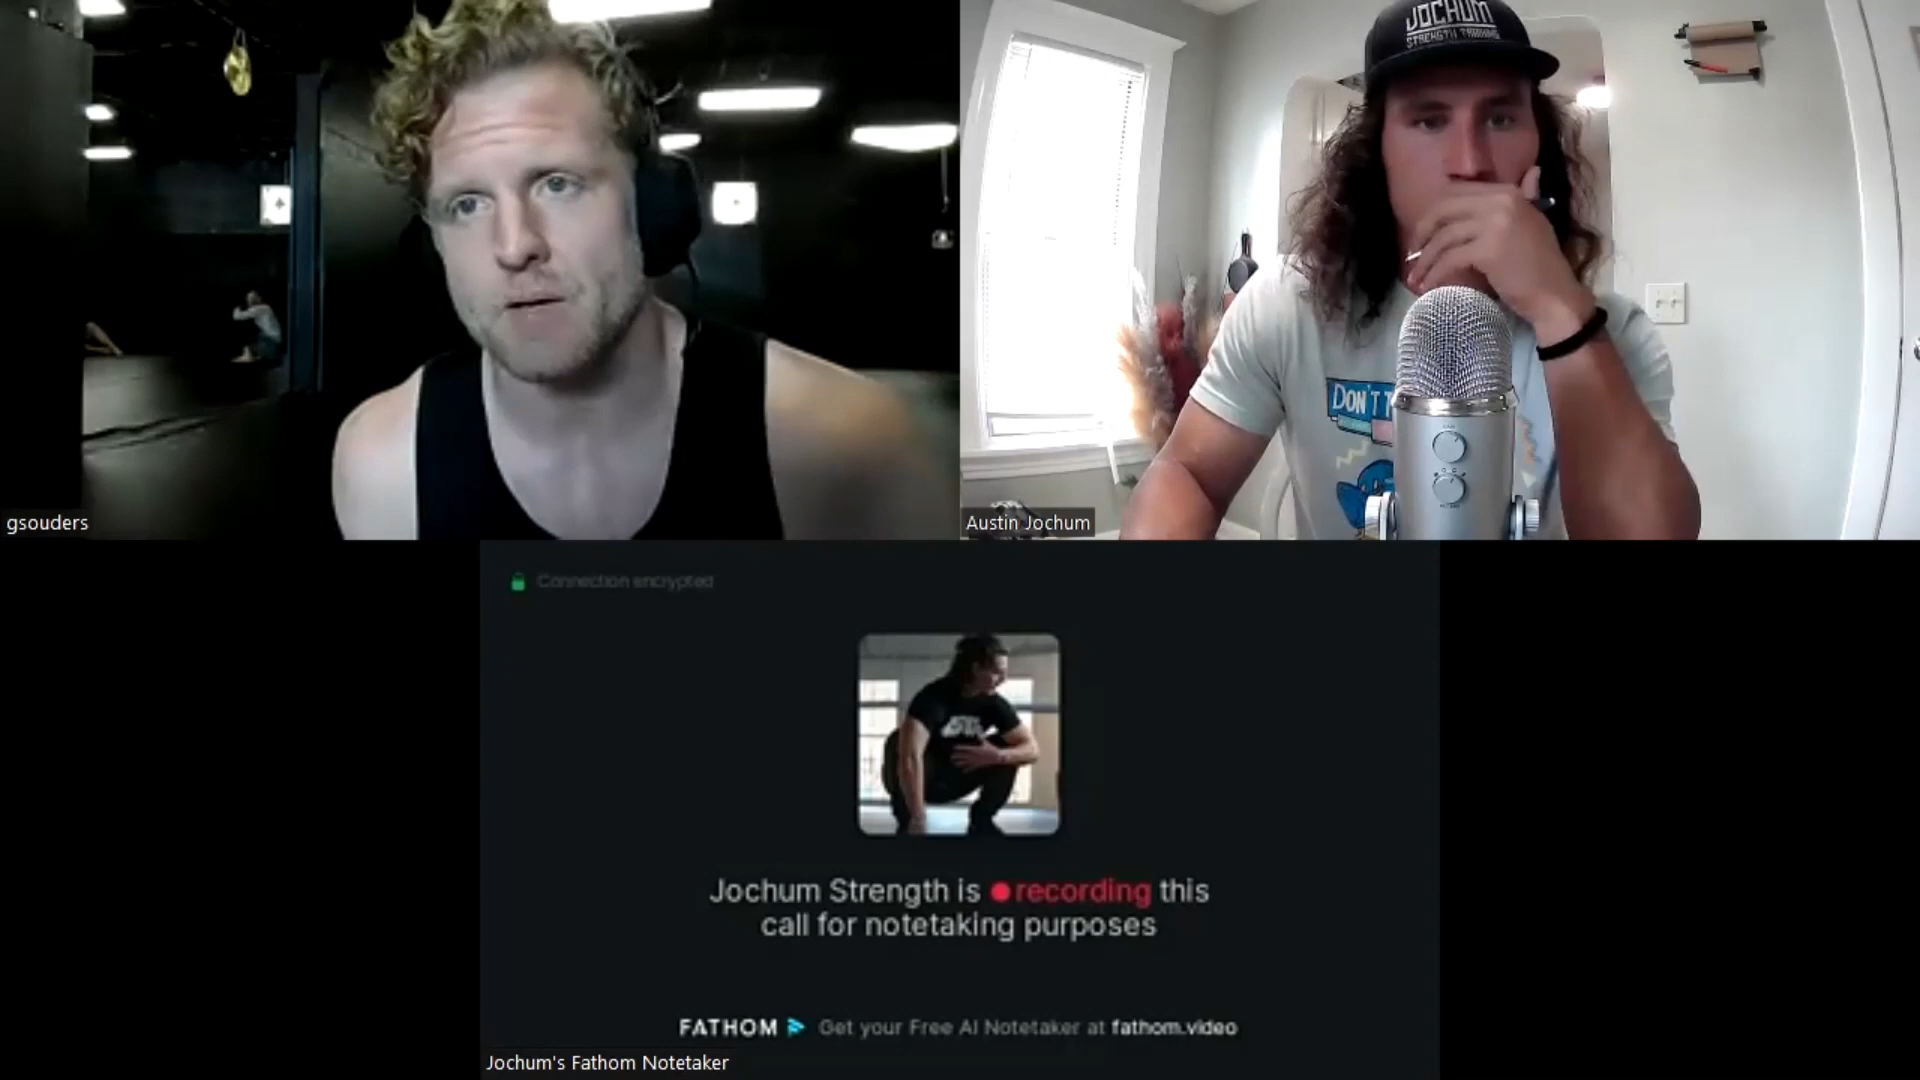 JOCHUM
STRENGTH TRAINING
DON'T T
gsouders
Austin Jochum
Connection encrypted
Jochum Strength is recording this
call for notetaking purposes
FATHOM Get your Free AI Notetaker at fathom.video
Jochum's Fathom Notetaker